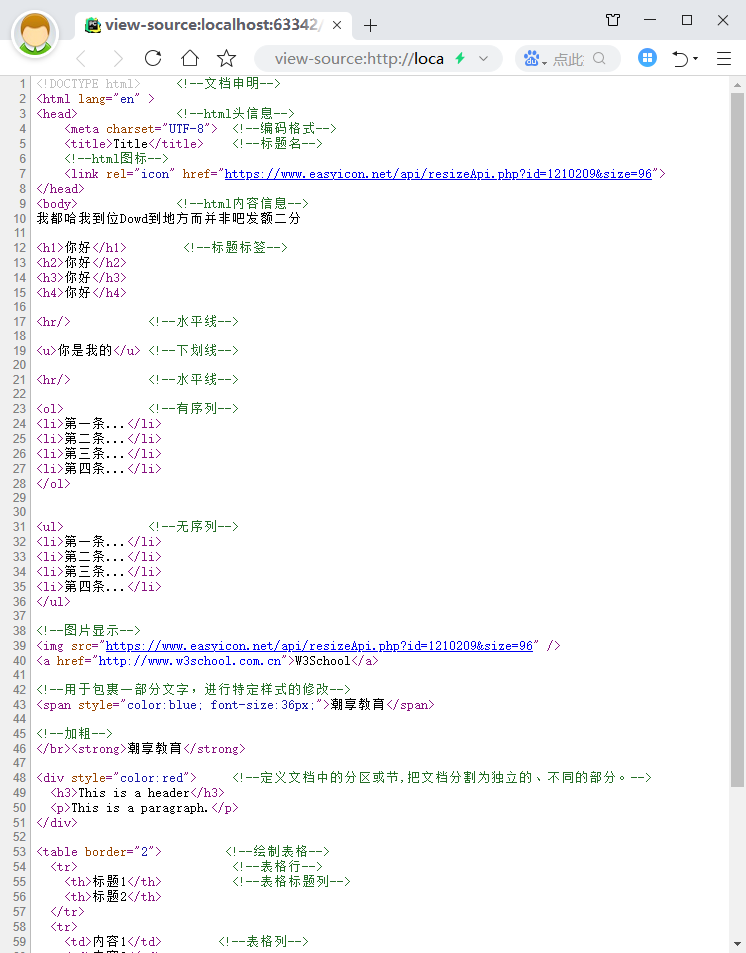 view-source:localhost:63342/
view-source:http://loca
点此
1 <!DOCTYPE html> <!--文档申明-->
2 <html lang="en" >
3 <head> <!--html头信息-->
4 <meta charset="UTF-8"> <!--编码格式-->
5 <title>Title</title> <!--标题名-->
6 <!--html图标-->
7 <link rel="icon" href="https://www.easyicon.net/api/resizeApi.php?id=1210209&size=96">
8 </head>
9 <body> <!--html内容信息-->
10 我都哈我到位Dowd到地方而并非吧发额二分
11
12 <h1>你好</h1> <!--标题标签-->
13 <h2>你好</h2>
14 <h3>你好</h3>
15 <h4>你好</h4>
16
17 <hr/> <!--水平线-->
18
19 <u>你是我的</u> <!--下划线-->
20
21 <hr/> <!--水平线-->
22
23 <ol> <!--有序列-->
24 <li>第一条...</li>
25 <li>第二条...</li>
26 <li>第三条...</li>
27 <li>第四条...</li>
28 </ol>
29
30
31 <ul> <!--无序列-->
32 <li>第一条...</li>
33 <li>第二条...</li>
34 <li>第三条...</li>
35 <li>第四条...</li>
36 </ul>
37
38 <!--图片显示-->
39 <img src="https://www.easyicon.net/api/resizeApi.php?id=1210209&size=96" />
40 <a href="http://www.w3school.com.cn">W3School</a>
41
42 <!--用于包裹一部分文字，进行特定样式的修改-->
43 <span style="color:blue; font-size:36px;">潮享教育</span>
44
45 <!--加粗-->
46 </br><strong>潮享教育</strong>
47
48 <div style="color:red"> <!--定义文档中的分区或节,把文档分割为独立的、不同的部分。-->
49 <h3>This is a header</h3>
50 <p>This is a paragraph.</p>
51 </div>
52
53 <table border="2"> <!--绘制表格-->
54 <tr> <!--表格行-->
55 <th>标题1</th> <!--表格标题列-->
56 <th>标题2</th>
57 </tr>
58 <tr>
59 <td>内容1</td> <!--表格列-->